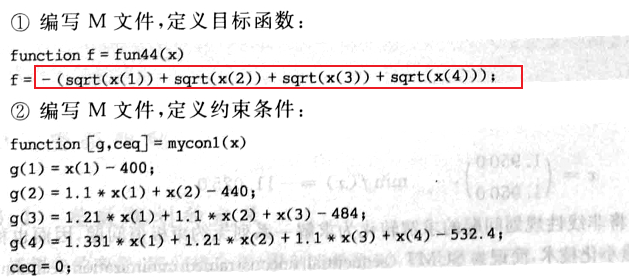 ① 编写 M 文件,定义目标函数:
function f = fun44(x)
f = - (sqrt(x(1)) + sqrt(x(2)) + sqrt(x(3)) + sqrt(x(4)));
② 编写 M 文件,定义约束条件:
function [g,ceq] = mycon1(x)
g(1) = x(1) - 400;
g(2) = 1.1 * x(1) + x(2) - 440;
g(3) = 1.21 * x(1) + 1.1 * x(2) + x(3) - 484;
g(4) = 1.331 * x(1) + 1.21 * x(2) + 1.1 * x(3) + x(4) - 532.4;
ceq = 0;